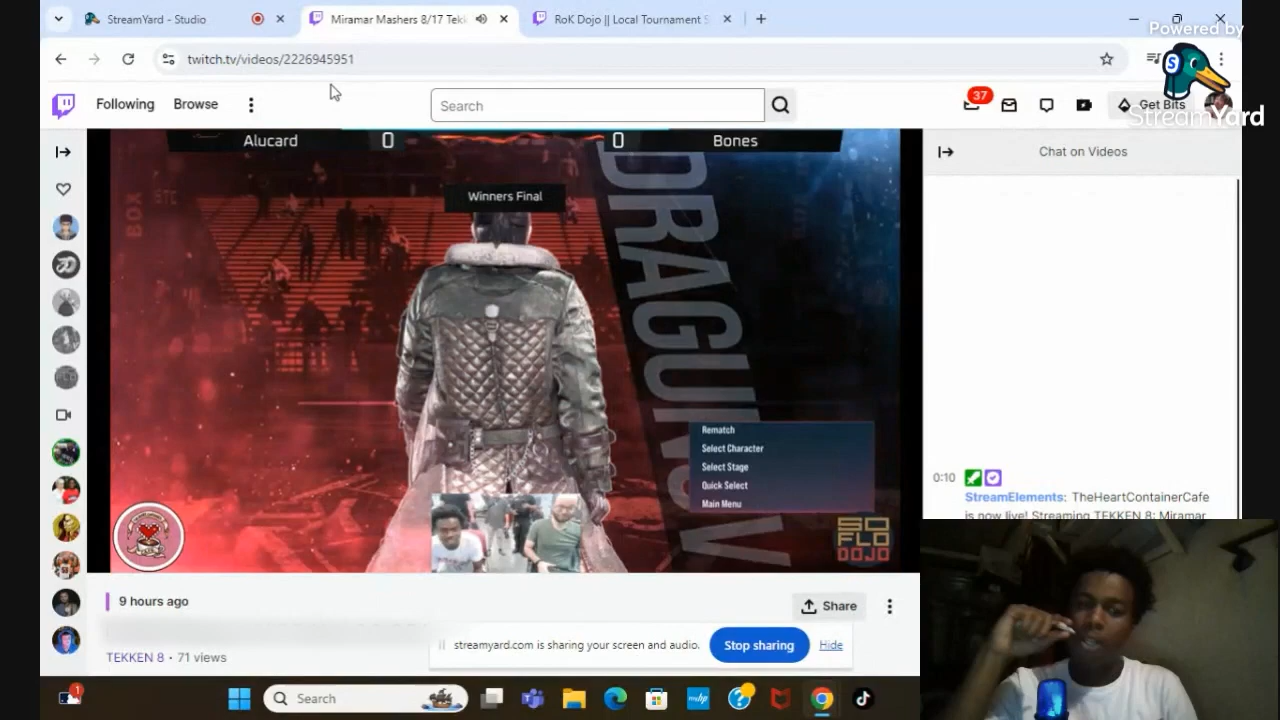 StreamYard - Studio
Miramar Mashers 8/17 Tekk
RoK Dojo || Local Tournament S
Powered by
StreamYard
twitch.tv/videos/2226945951
Following
Browse
Search
37
Get Bits
Alucard 0
0 Bones
Winners Final
Chat on Videos
BOX
DRAGUNOV
Rematch
Select Character
Select Stage
Quick Select
Main Menu
SO
FLO
DOJO
0:10
StreamElements: TheHeartContainerCafe
is now live! Streaming TEKKEN 8: Miramar
9 hours ago
Share
streamyard.com is sharing your screen and audio.
Stop sharing
Hide
TEKKEN 8 • 71 views
1
Search